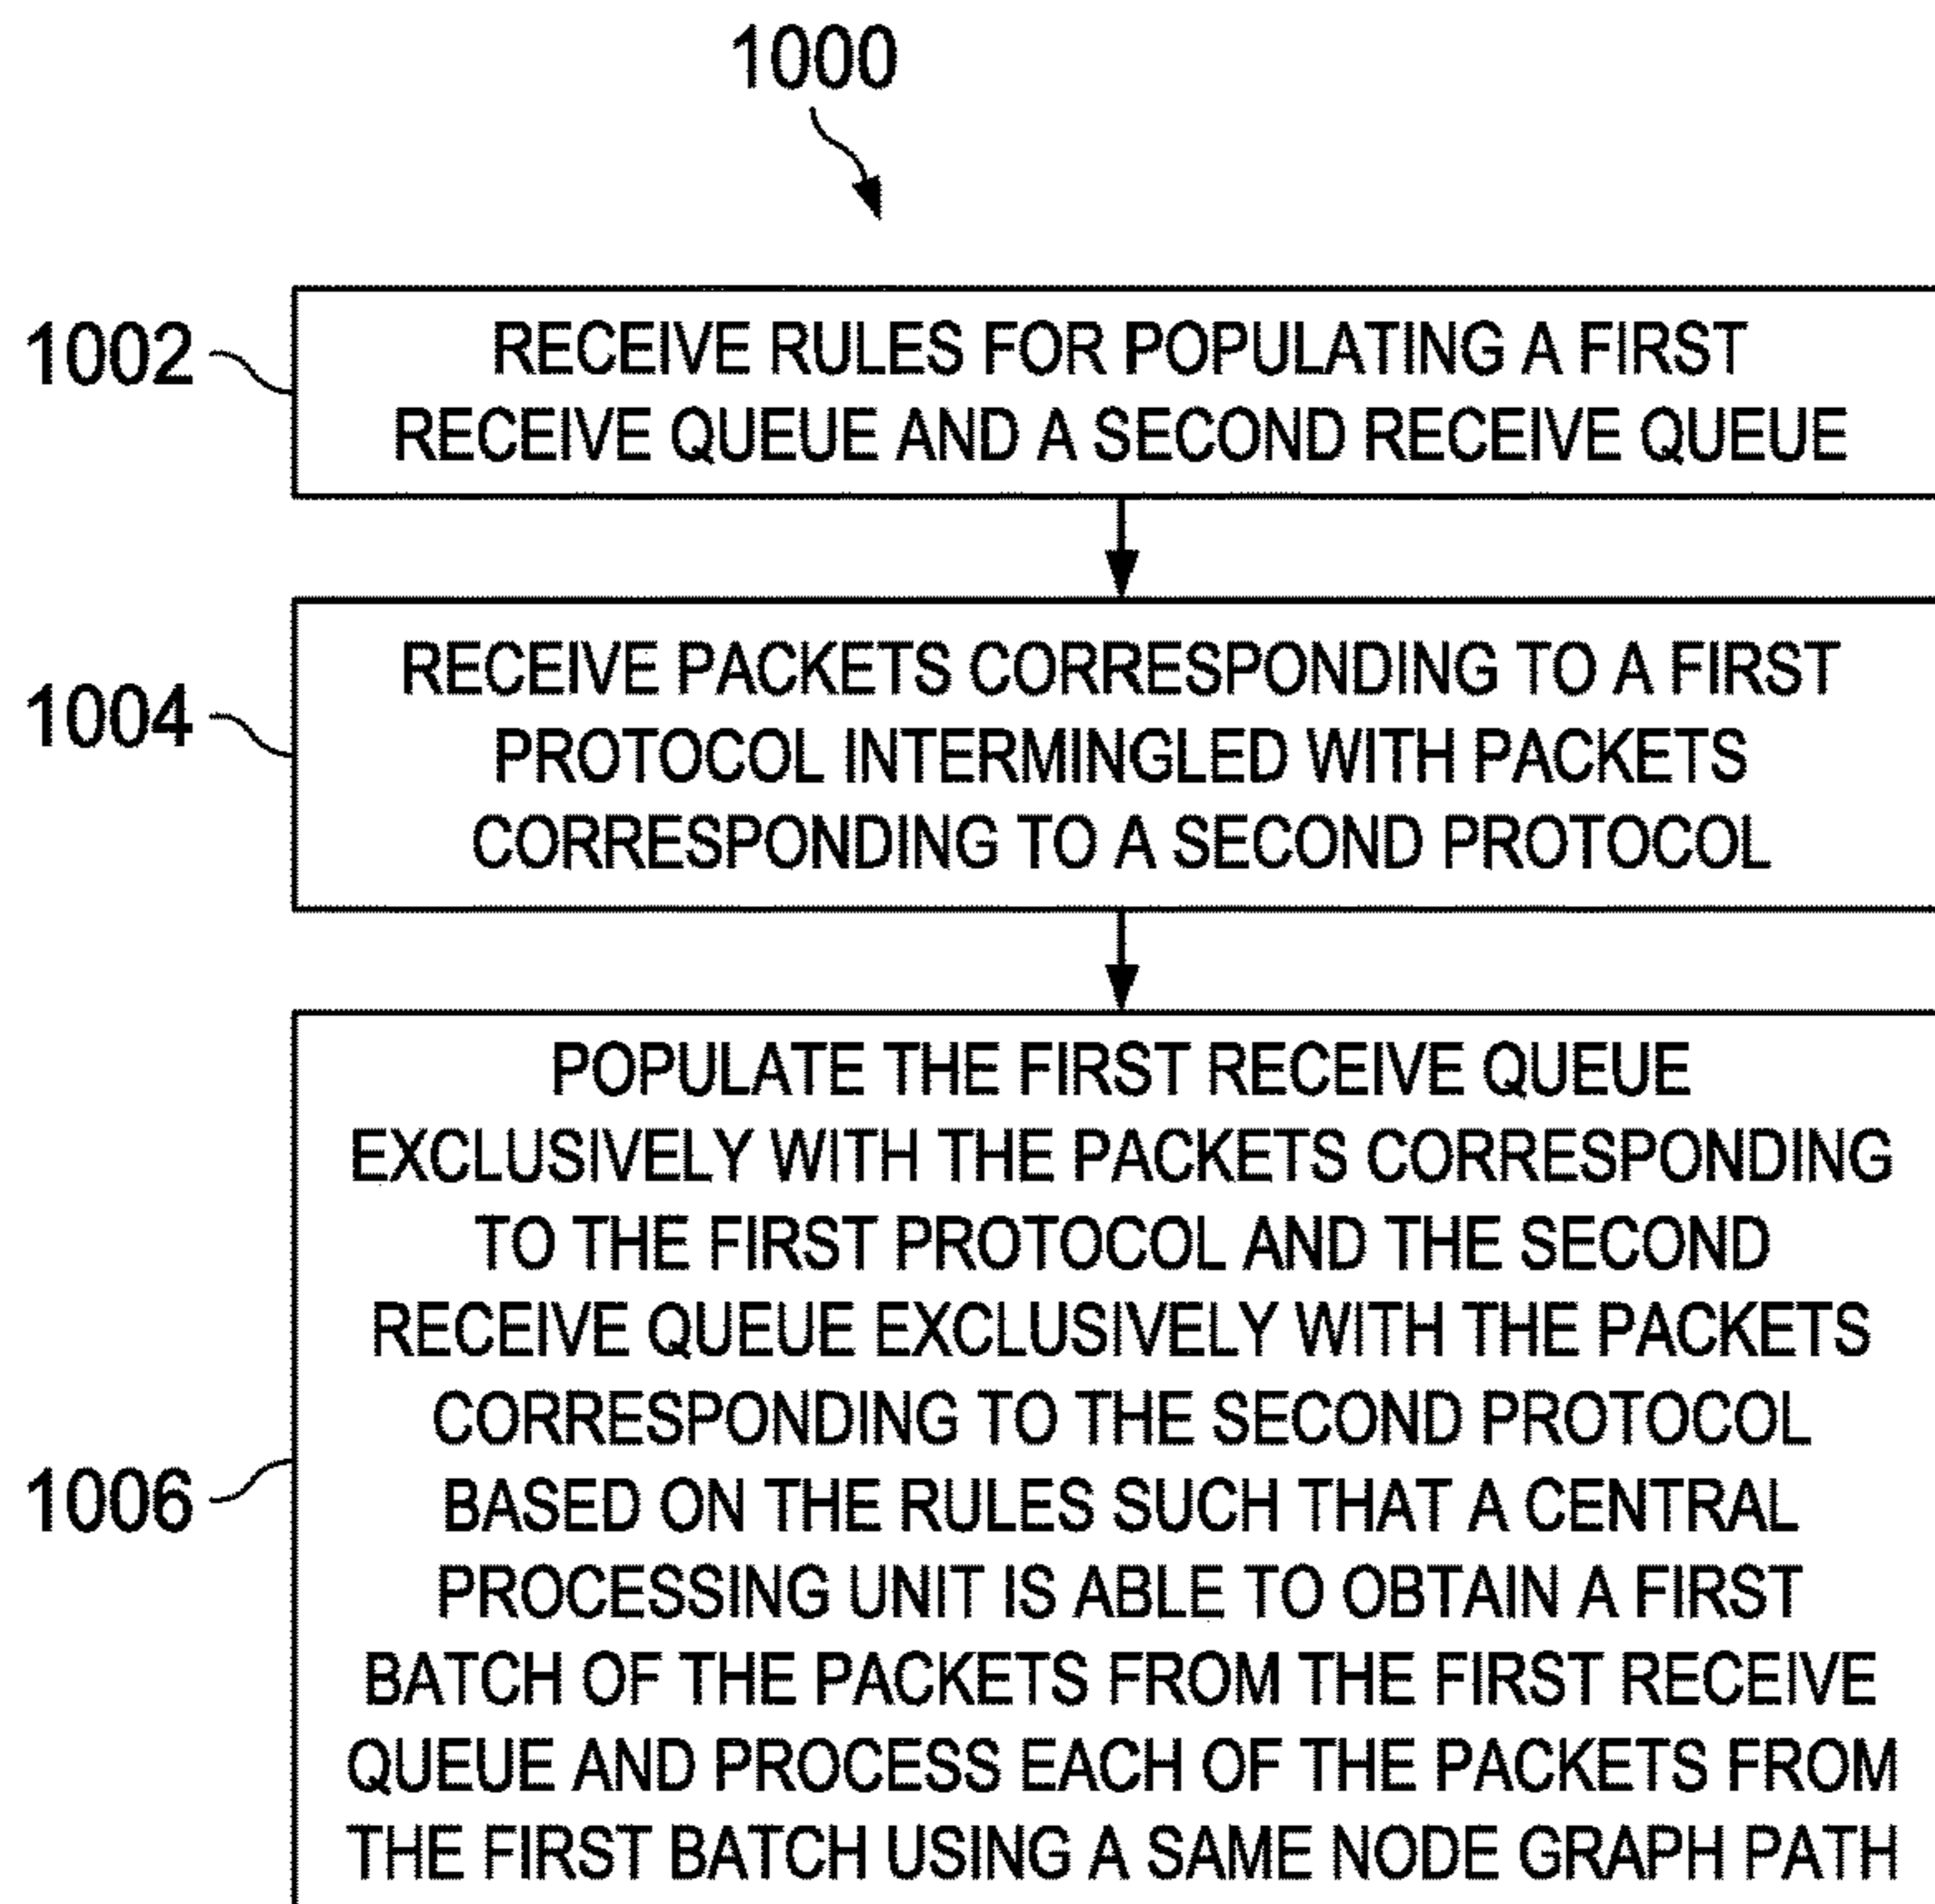 1000
1002
RECEIVE RULES FOR POPULATING A FIRST
RECEIVE QUEUE AND A SECOND RECEIVE QUEUE
1004
RECEIVE PACKETS CORRESPONDING TO A FIRST
PROTOCOL INTERMINGLED WITH PACKETS
CORRESPONDING TO A SECOND PROTOCOL
1006
POPULATE THE FIRST RECEIVE QUEUE
EXCLUSIVELY WITH THE PACKETS CORRESPONDING
TO THE FIRST PROTOCOL AND THE SECOND
RECEIVE QUEUE EXCLUSIVELY WITH THE PACKETS
CORRESPONDING TO THE SECOND PROTOCOL
BASED ON THE RULES SUCH THAT A CENTRAL
PROCESSING UNIT IS ABLE TO OBTAIN A FIRST
BATCH OF THE PACKETS FROM THE FIRST RECEIVE
QUEUE AND PROCESS EACH OF THE PACKETS FROM
THE FIRST BATCH USING A SAME NODE GRAPH PATH